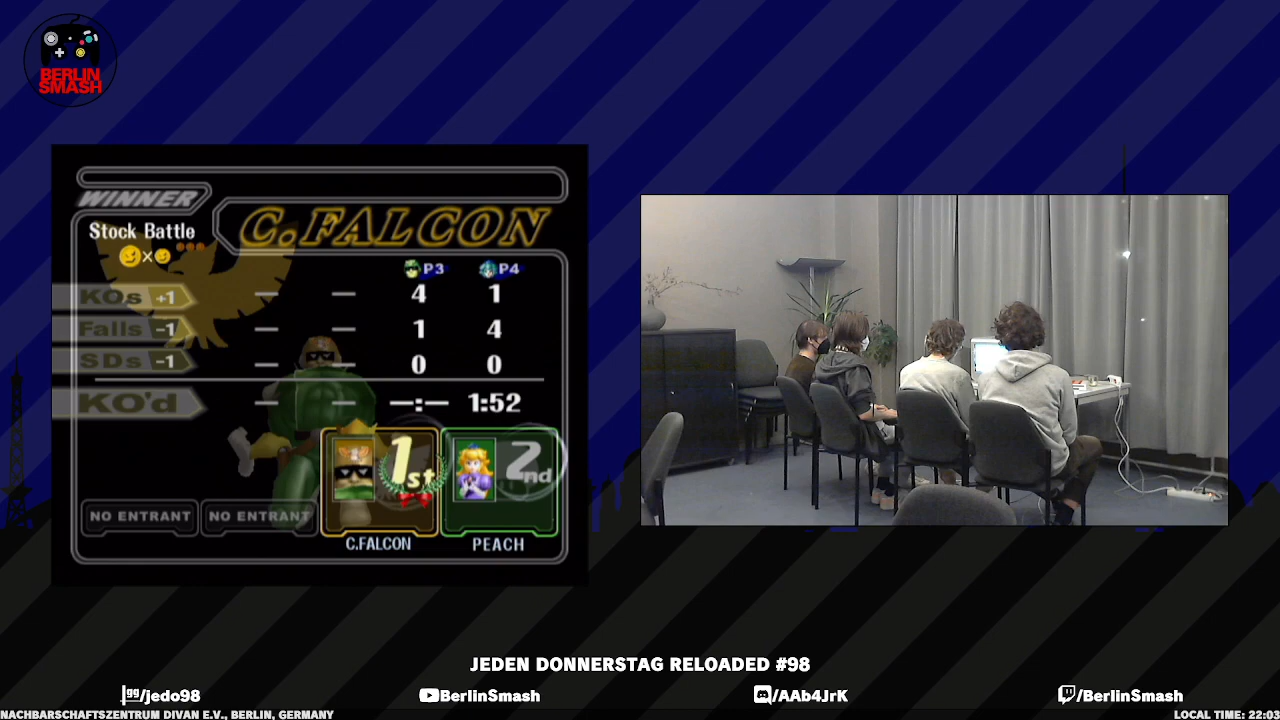 BERLIN
SMASH
WINNER
C.FALCON
Stock Battle
P3 P4
KOs +1 — — 4 1
Falls -1 — — 1 4
SDs -1 — — 0 0
KO'd — — —:— 1:52
1st 2nd
NO ENTRANT NO ENTRANT
C.FALCON PEACH
JEDEN DONNERSTAG RELOADED #98
gg/jedo98 BerlinSmash /AAb4JrK /BerlinSmash
NACHBARSCHAFTSZENTRUM DIVAN E.V., BERLIN, GERMANY LOCAL TIME: 22:03